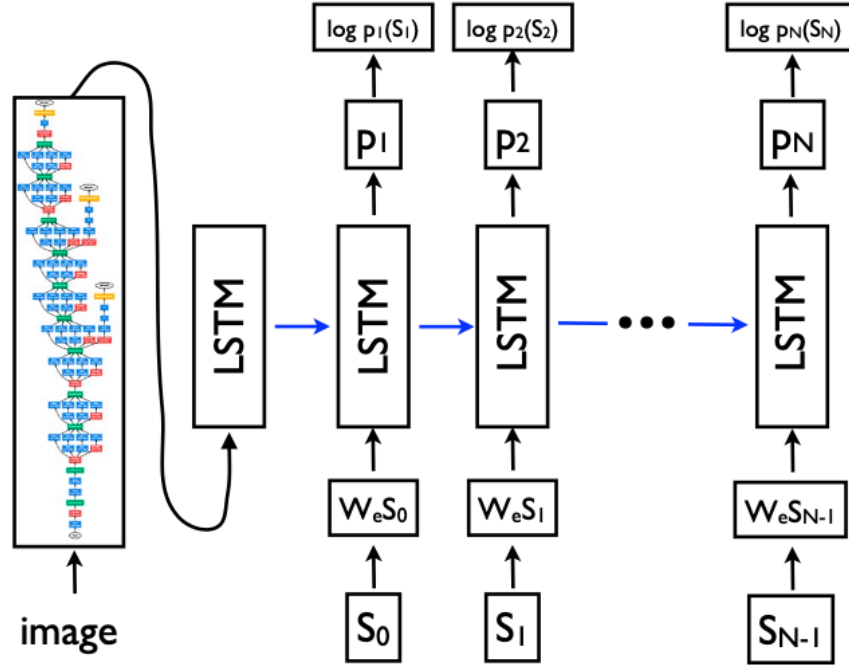 log p₁(S₁) log p₂(S₂) log pN(SN)
p₁ p₂ pN
LSTM LSTM LSTM LSTM
WₑS₀ WₑS₁ WₑSN-1
image S₀ S₁ SN-1